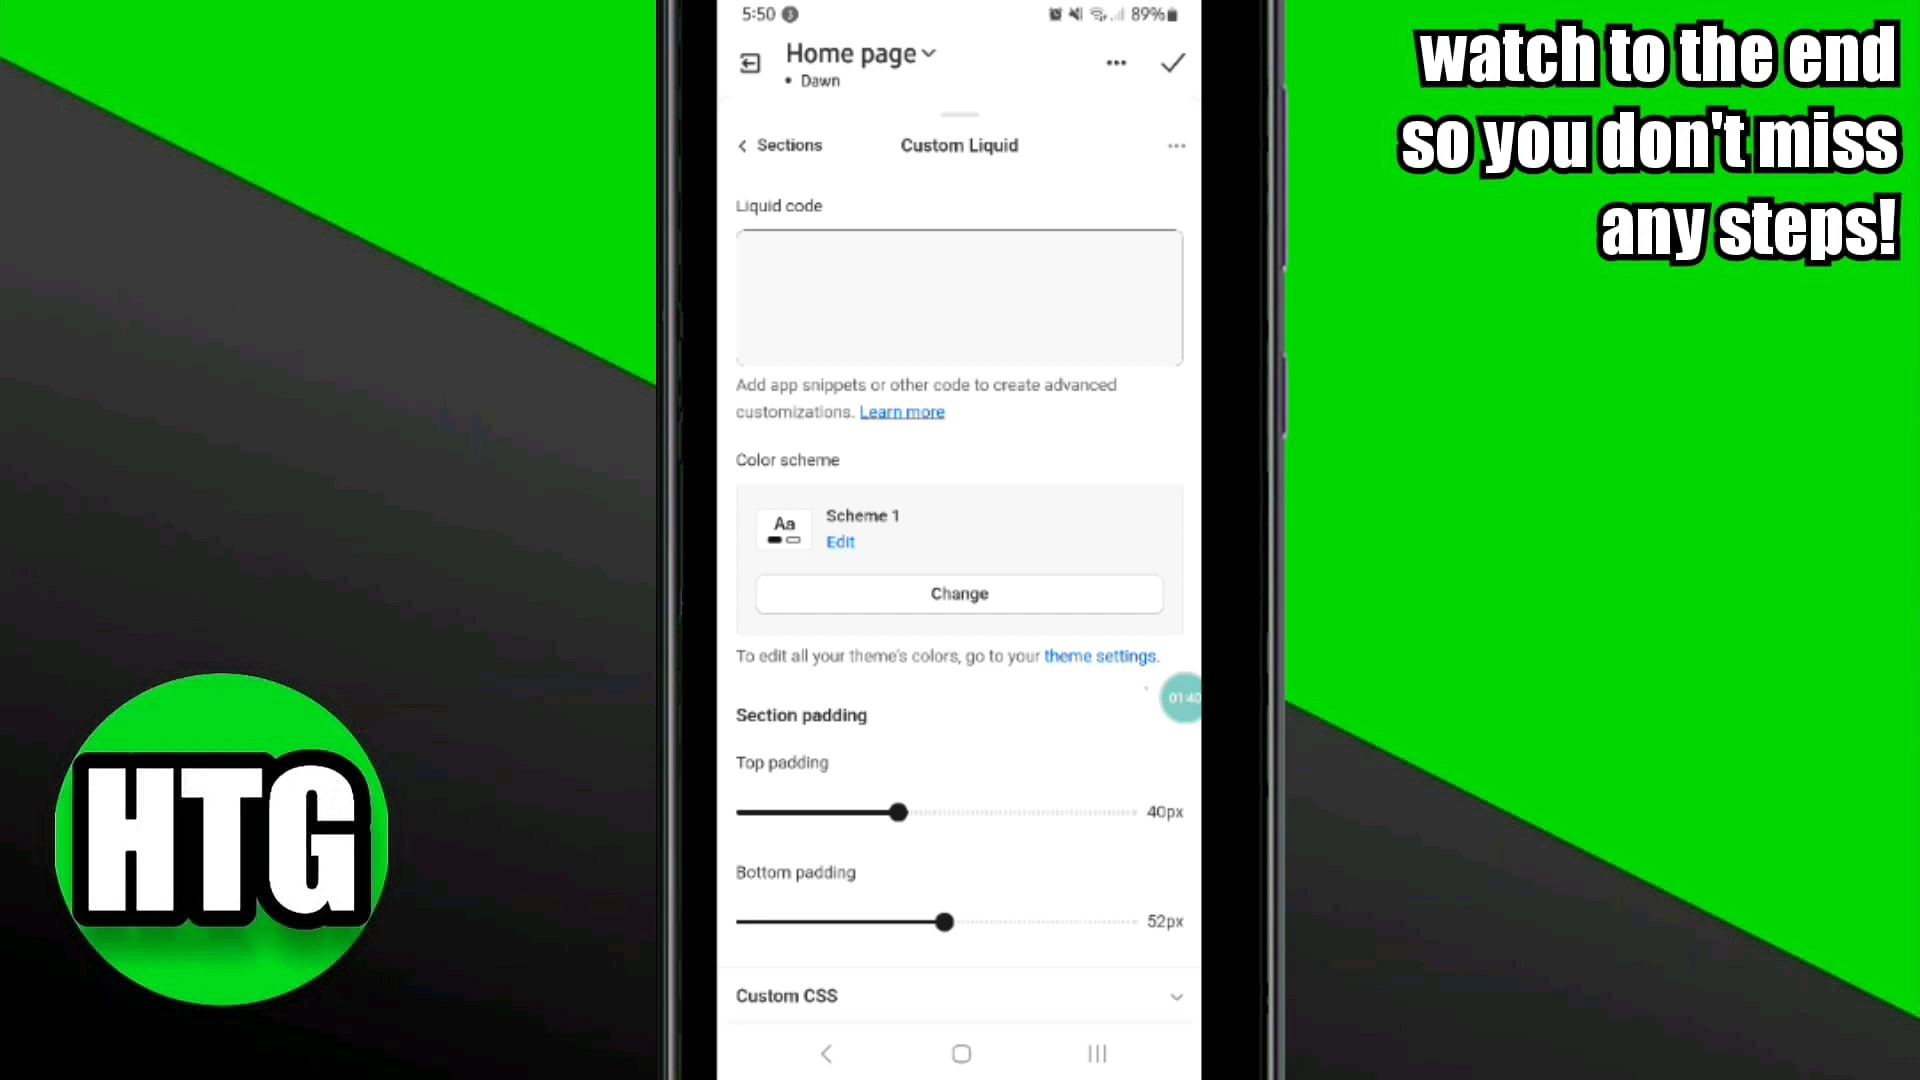 5:50
89%
Home page
• Dawn
Sections
Custom Liquid
Liquid code
Add app snippets or other code to create advanced
customizations. Learn more
Color scheme
Aa
Scheme 1
Edit
Change
To edit all your theme's colors, go to your theme settings.
01:40
Section padding
Top padding
40px
Bottom padding
52px
Custom CSS
watch to the end
so you don't miss
any steps!
HTG